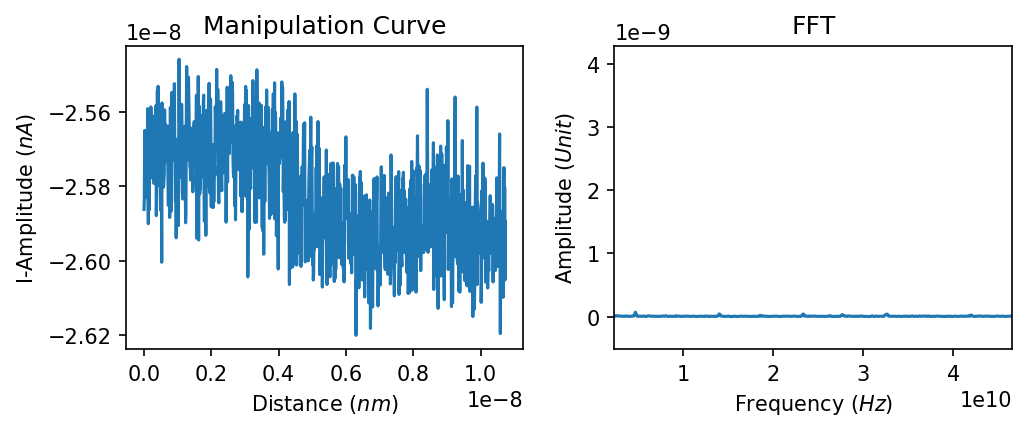 Manipulation Curve
1e−8
I-Amplitude (nA)
−2.56
−2.58
−2.60
−2.62
0.0 0.2 0.4 0.6 0.8 1.0
1e−8
Distance (nm)
FFT
1e−9
Amplitude (Unit)
4
3
2
1
0
1 2 3 4
1e10
Frequency (Hz)